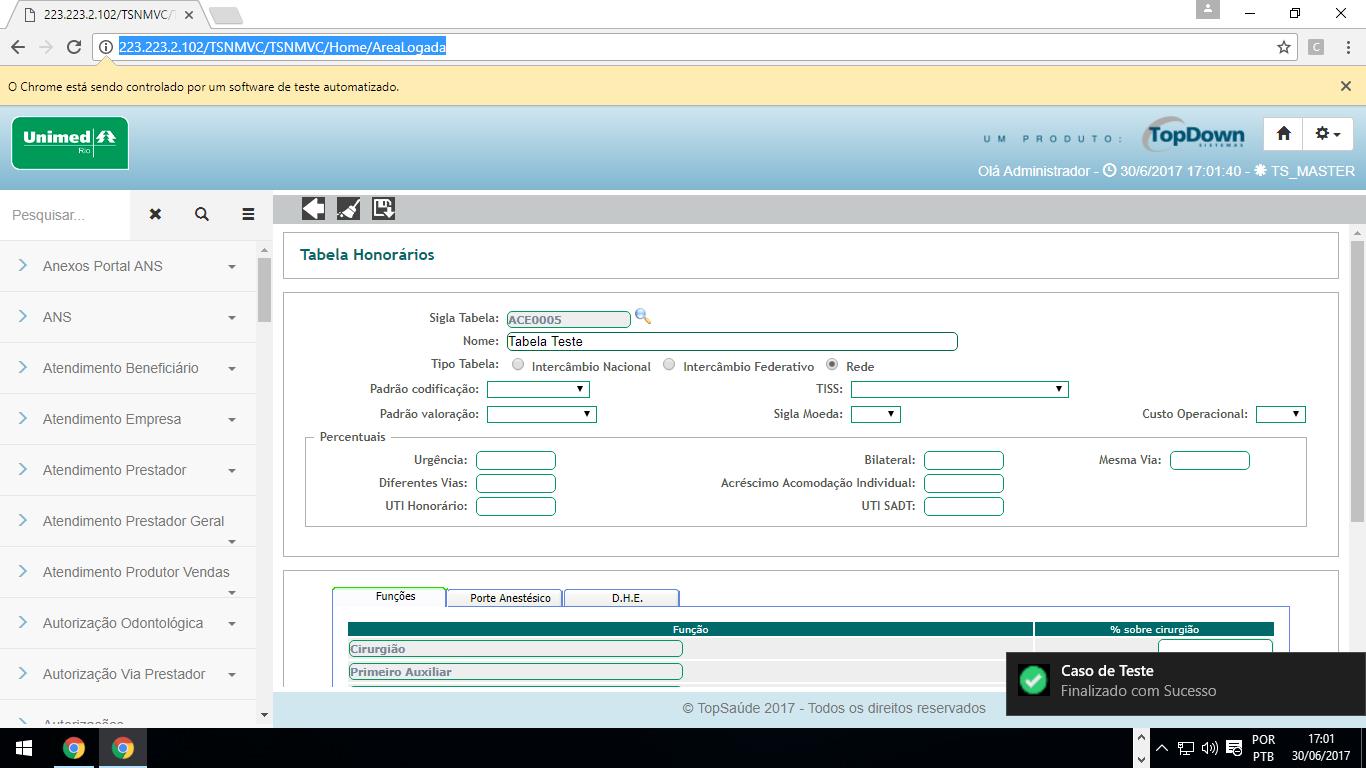 223.223.2.102/TSNMVC/T
223.223.2.102/TSNMVC/TSNMVC/Home/AreaLogada
C
O Chrome está sendo controlado por um software de teste automatizado.
Unimed
Rio
UM PRODUTO:
TopDown
SISTEMAS
Olá Administrador - 30/6/2017 17:01:40 - TS_MASTER
Pesquisar...
Anexos Portal ANS
ANS
Atendimento Beneficiário
Atendimento Empresa
Atendimento Prestador
Atendimento Prestador Geral
Atendimento Produtor Vendas
Autorização Odontológica
Autorização Via Prestador
Autorizações
Tabela Honorários
Sigla Tabela: ACE0005
Nome: Tabela Teste
Tipo Tabela: Intercâmbio Nacional Intercâmbio Federativo Rede
Padrão codificação: TISS:
Padrão valoração: Sigla Moeda: Custo Operacional:
Percentuais
Urgência: Bilateral: Mesma Via:
Diferentes Vias: Acréscimo Acomodação Individual:
UTI Honorário: UTI SADT:
Funções Porte Anestésico D.H.E.
Função % sobre cirurgião
Cirurgião
Primeiro Auxiliar
© TopSaúde 2017 - Todos os direitos reservados
Caso de Teste
Finalizado com Sucesso
POR
PTB
17:01
30/06/2017